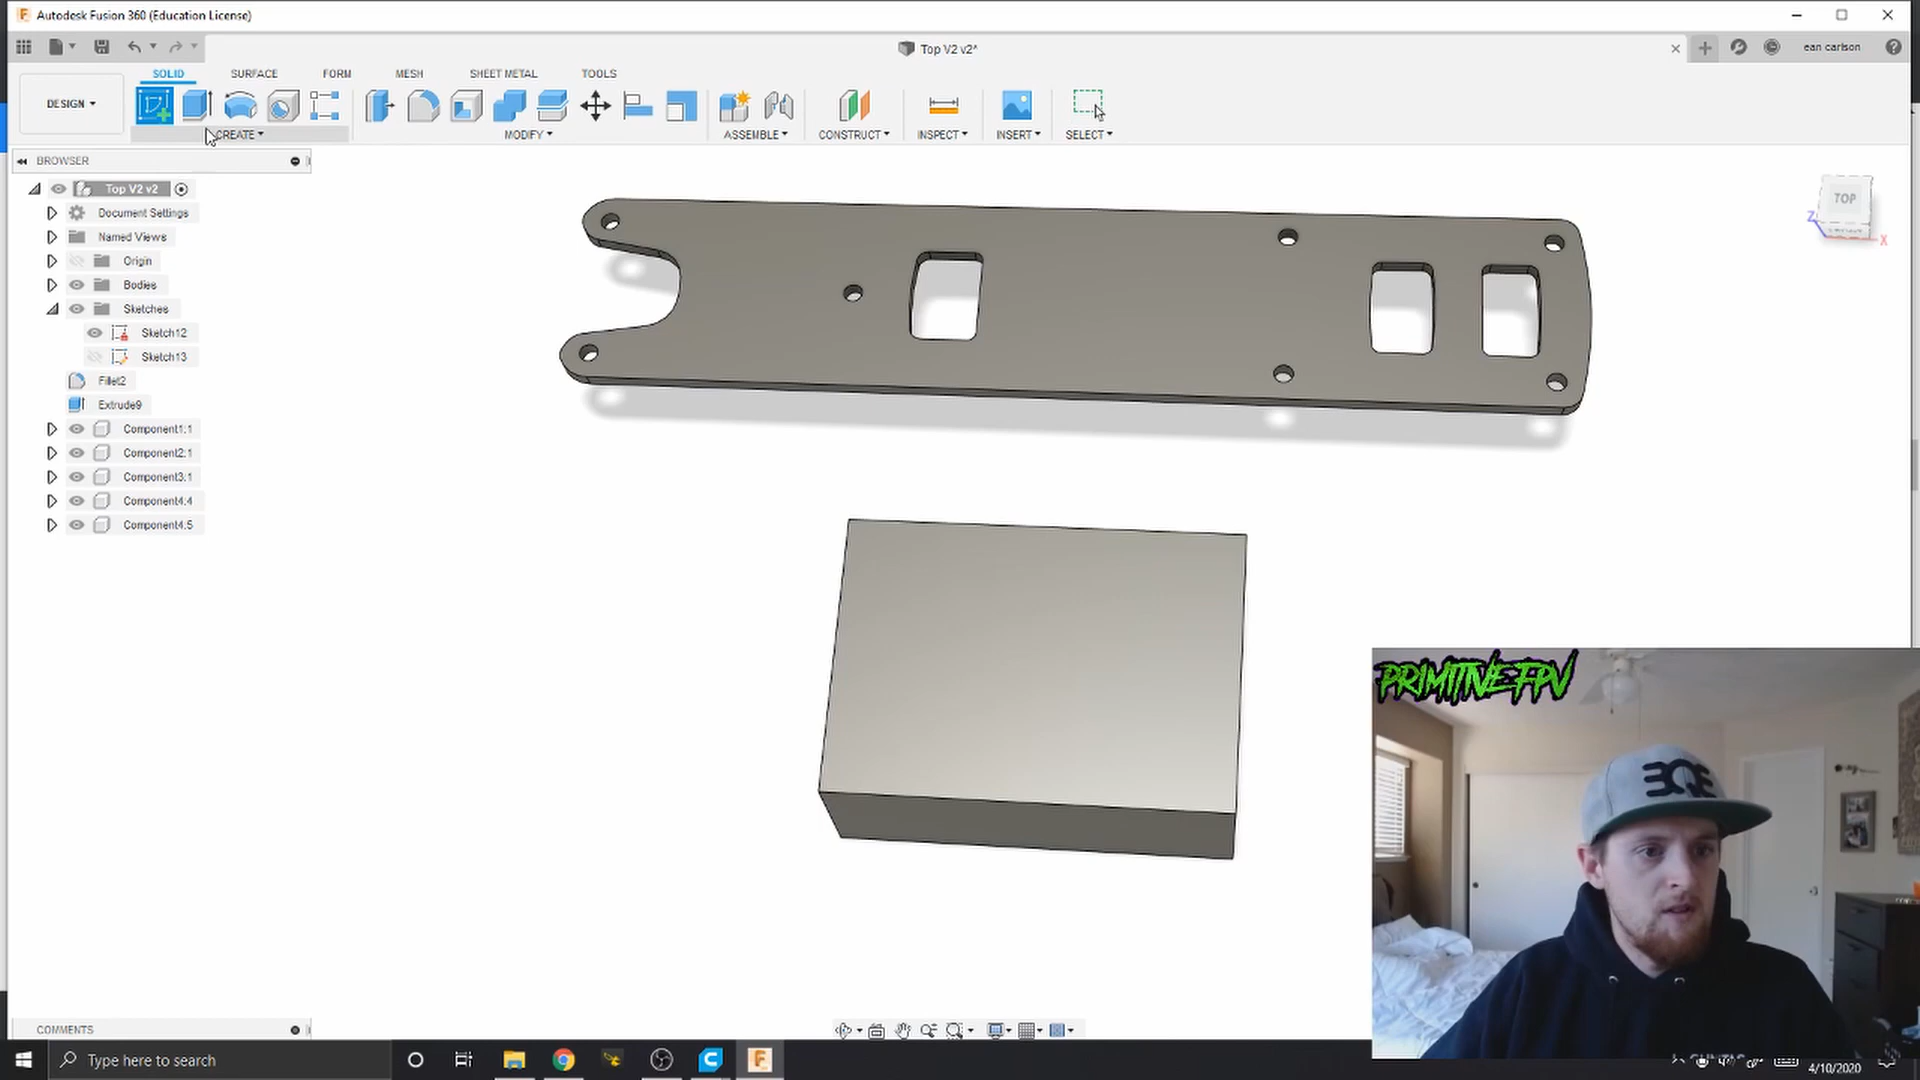 Autodesk Fusion 360 (Education License)
Top V2 v2*
ean carlson
SOLID
SURFACE
FORM
MESH
SHEET METAL
TOOLS
DESIGN
CREATE
MODIFY
ASSEMBLE
CONSTRUCT
INSPECT
INSERT
SELECT
BROWSER
Top V2 v2
Document Settings
Named Views
Origin
Bodies
Sketches
Sketch12
Sketch13
Fillet2
Extrude9
Component1:1
Component2:1
Component3:1
Component4:4
Component4:5
TOP
Z
X
PRIMITIVE FPV
COMMENTS
Type here to search
4/10/2020